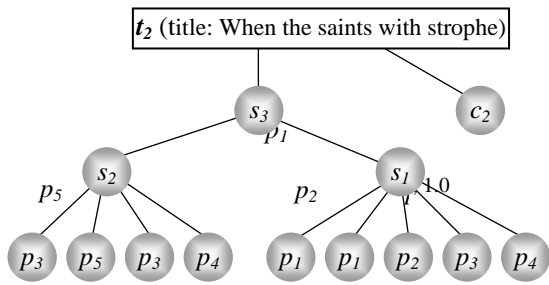 t2 (title: When the saints with strophe)
s3 c2
p1
s2 s1
p5 p2 1.0
p3 p5 p3 p4 p1 p1 p2 p3 p4